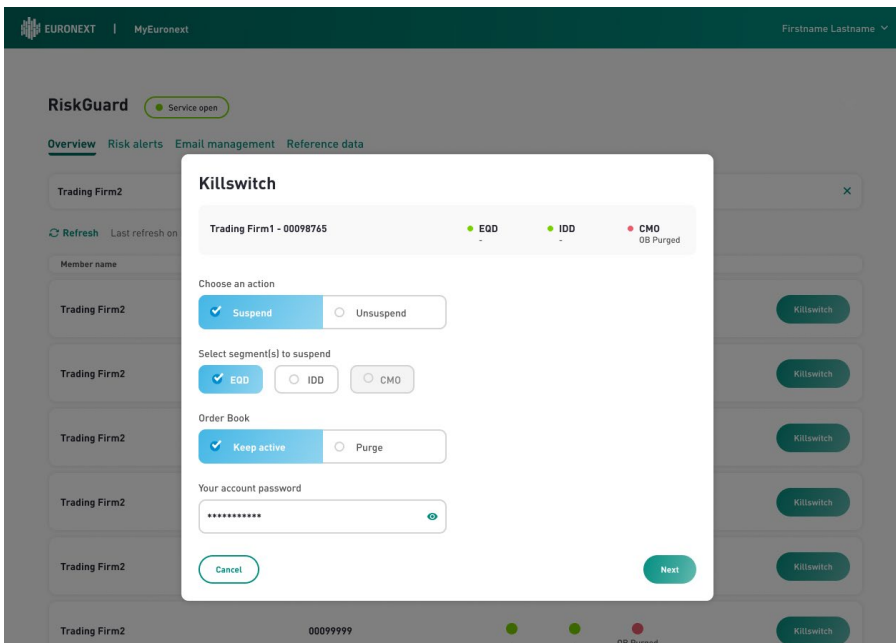 EURONEXT | MyEuronext
Firstname Lastname
RiskGuard
Service open
Overview Risk alerts Email management Reference data
Trading Firm2
Refresh Last refresh on
Member name
Killswitch
Trading Firm1 - 00098765
EQD
-
IDD
-
CMO
OB Purged
Choose an action
Suspend Unsuspend
Select segment(s) to suspend
EQD IDD CMO
Order Book
Keep active Purge
Your account password
***********
Cancel Next
Trading Firm2 Killswitch
Trading Firm2 Killswitch
Trading Firm2 Killswitch
Trading Firm2 Killswitch
Trading Firm2 Killswitch
Trading Firm2 00099999 Killswitch
OB Purged